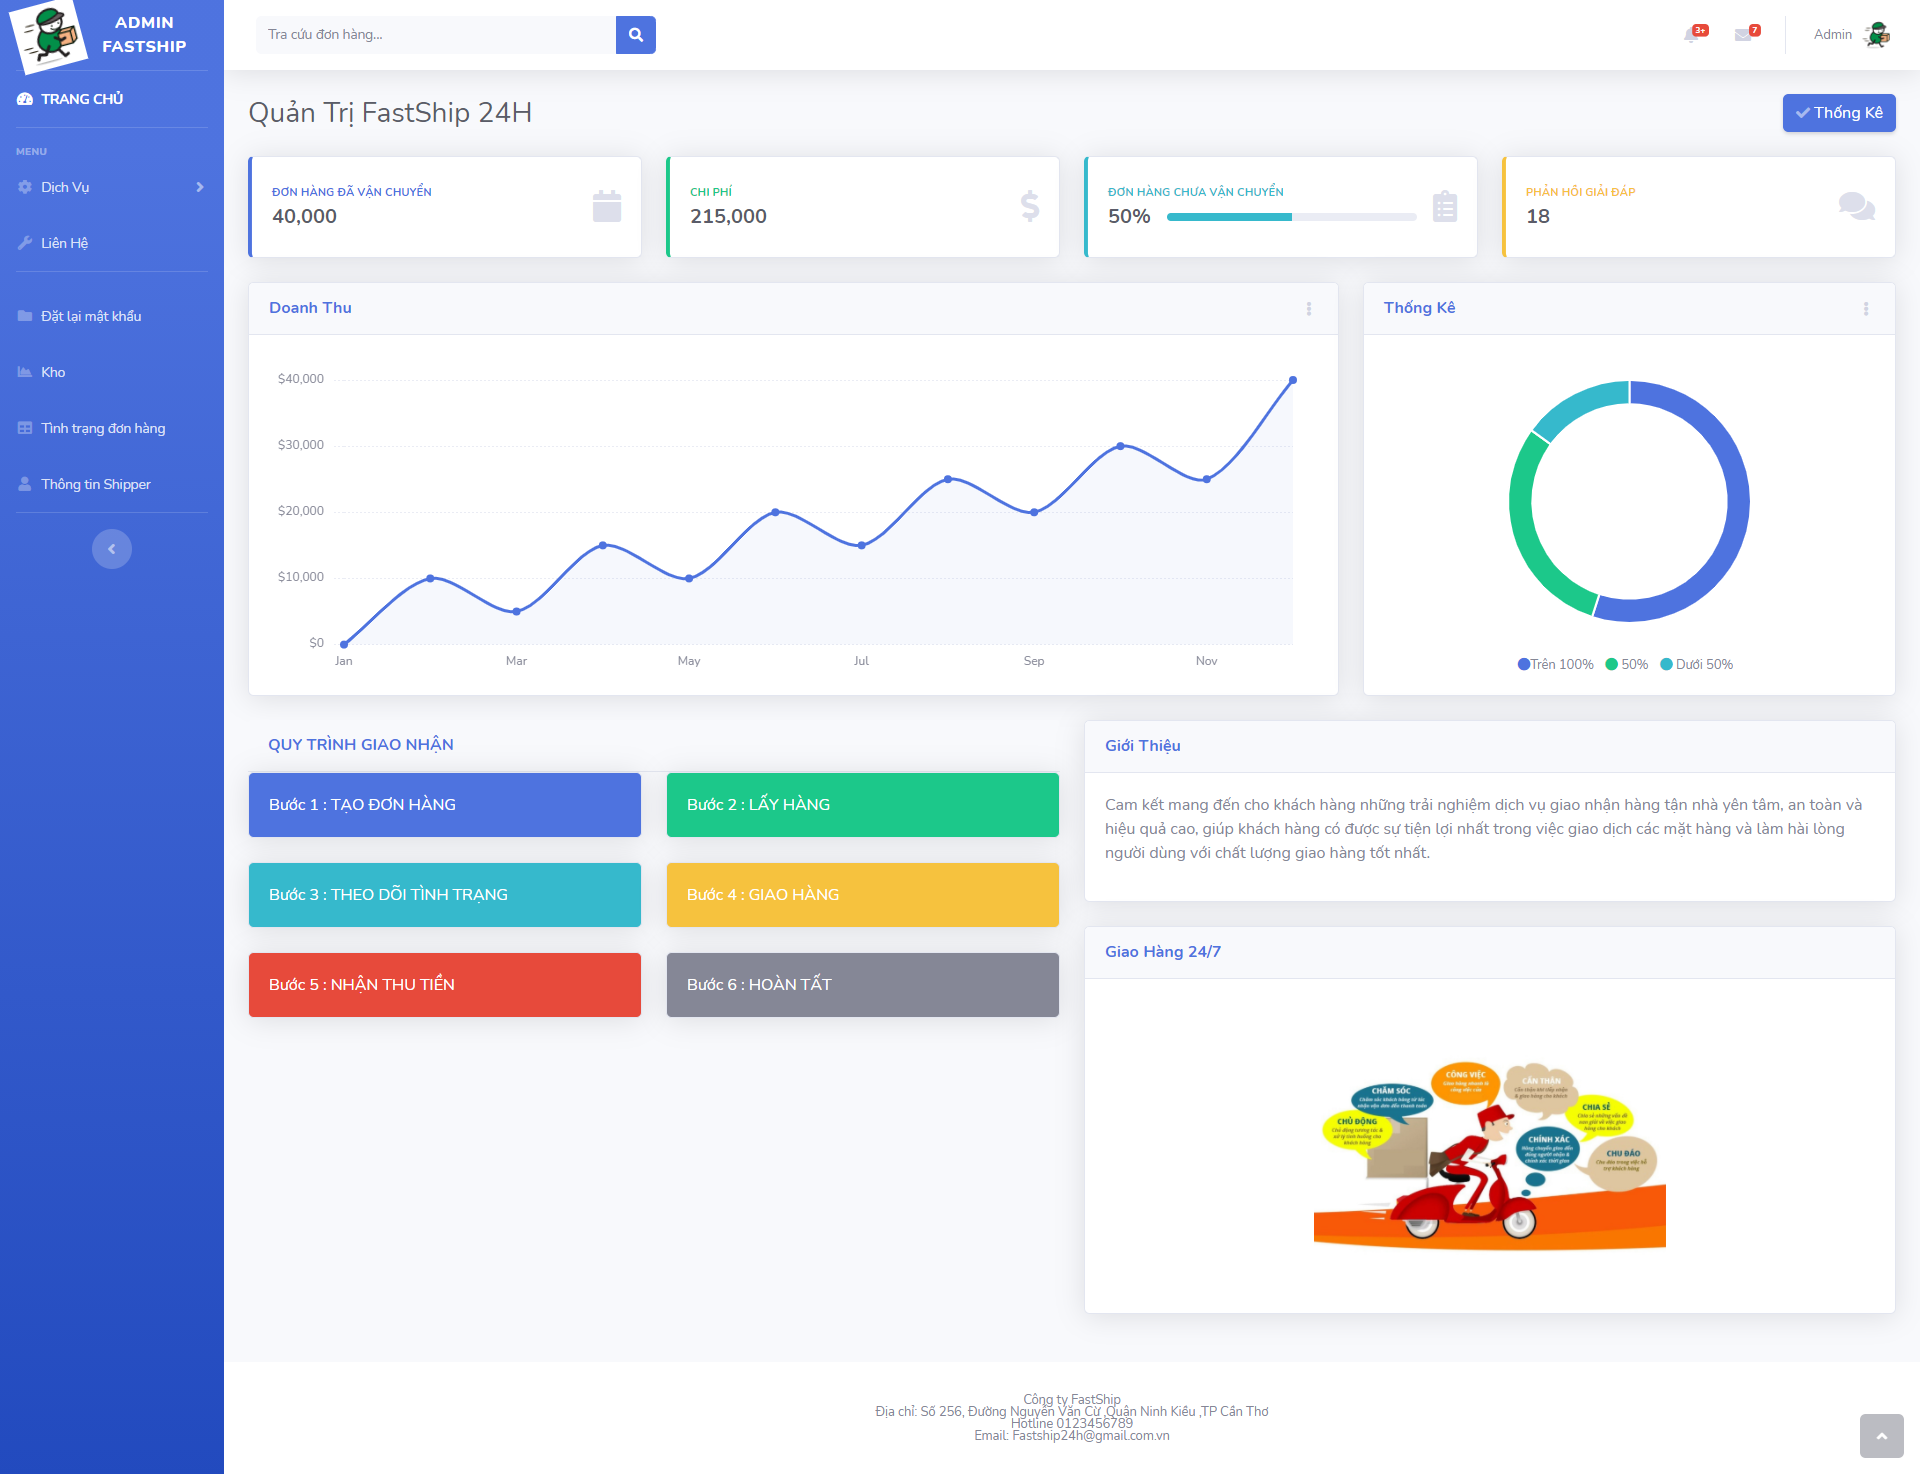 ADMIN
FASTSHIP
TRANG CHỦ
MENU
Dịch Vụ
Liên Hệ
Đặt lại mật khẩu
Kho
Tình trạng đơn hàng
Thông tin Shipper
Tra cứu đơn hàng...
3+
7
Admin
Quản Trị FastShip 24H
Thống Kê
ĐƠN HÀNG ĐÃ VẬN CHUYỂN
40,000
CHI PHÍ
215,000
ĐƠN HÀNG CHƯA VẬN CHUYỂN
50%
PHẢN HỒI GIẢI ĐÁP
18
Doanh Thu
$40,000
$30,000
$20,000
$10,000
$0
Jan Mar May Jul Sep Nov
Thống Kê
Trên 100% 50% Dưới 50%
QUY TRÌNH GIAO NHẬN
Bước 1 : TẠO ĐƠN HÀNG
Bước 2 : LẤY HÀNG
Bước 3 : THEO DÕI TÌNH TRẠNG
Bước 4 : GIAO HÀNG
Bước 5 : NHẬN THU TIỀN
Bước 6 : HOÀN TẤT
Giới Thiệu
Cam kết mang đến cho khách hàng những trải nghiệm dịch vụ giao nhận hàng tận nhà yên tâm, an toàn và
hiệu quả cao, giúp khách hàng có được sự tiện lợi nhất trong việc giao dịch các mặt hàng và làm hài lòng
người dùng với chất lượng giao hàng tốt nhất.
Giao Hàng 24/7
CÔNG VIỆC
CẨN THẬN
CHĂM SÓC
CHIA SẺ
CHỦ ĐỘNG
CHÍNH XÁC
CHU ĐÁO
Công ty FastShip
Địa chỉ: Số 256, Đường Nguyễn Văn Cừ ,Quận Ninh Kiều ,TP Cần Thơ
Hotline 0123456789
Email: Fastship24h@gmail.com.vn